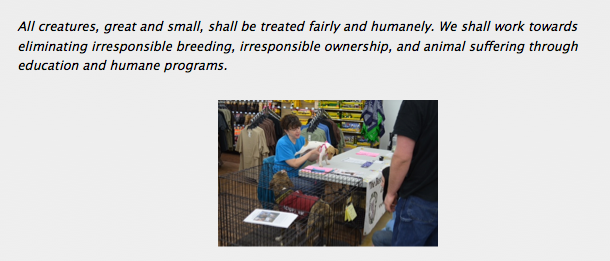 All creatures, great and small, shall be treated fairly and humanely. We shall work towards
eliminating irresponsible breeding, irresponsible ownership, and animal suffering through
education and humane programs.